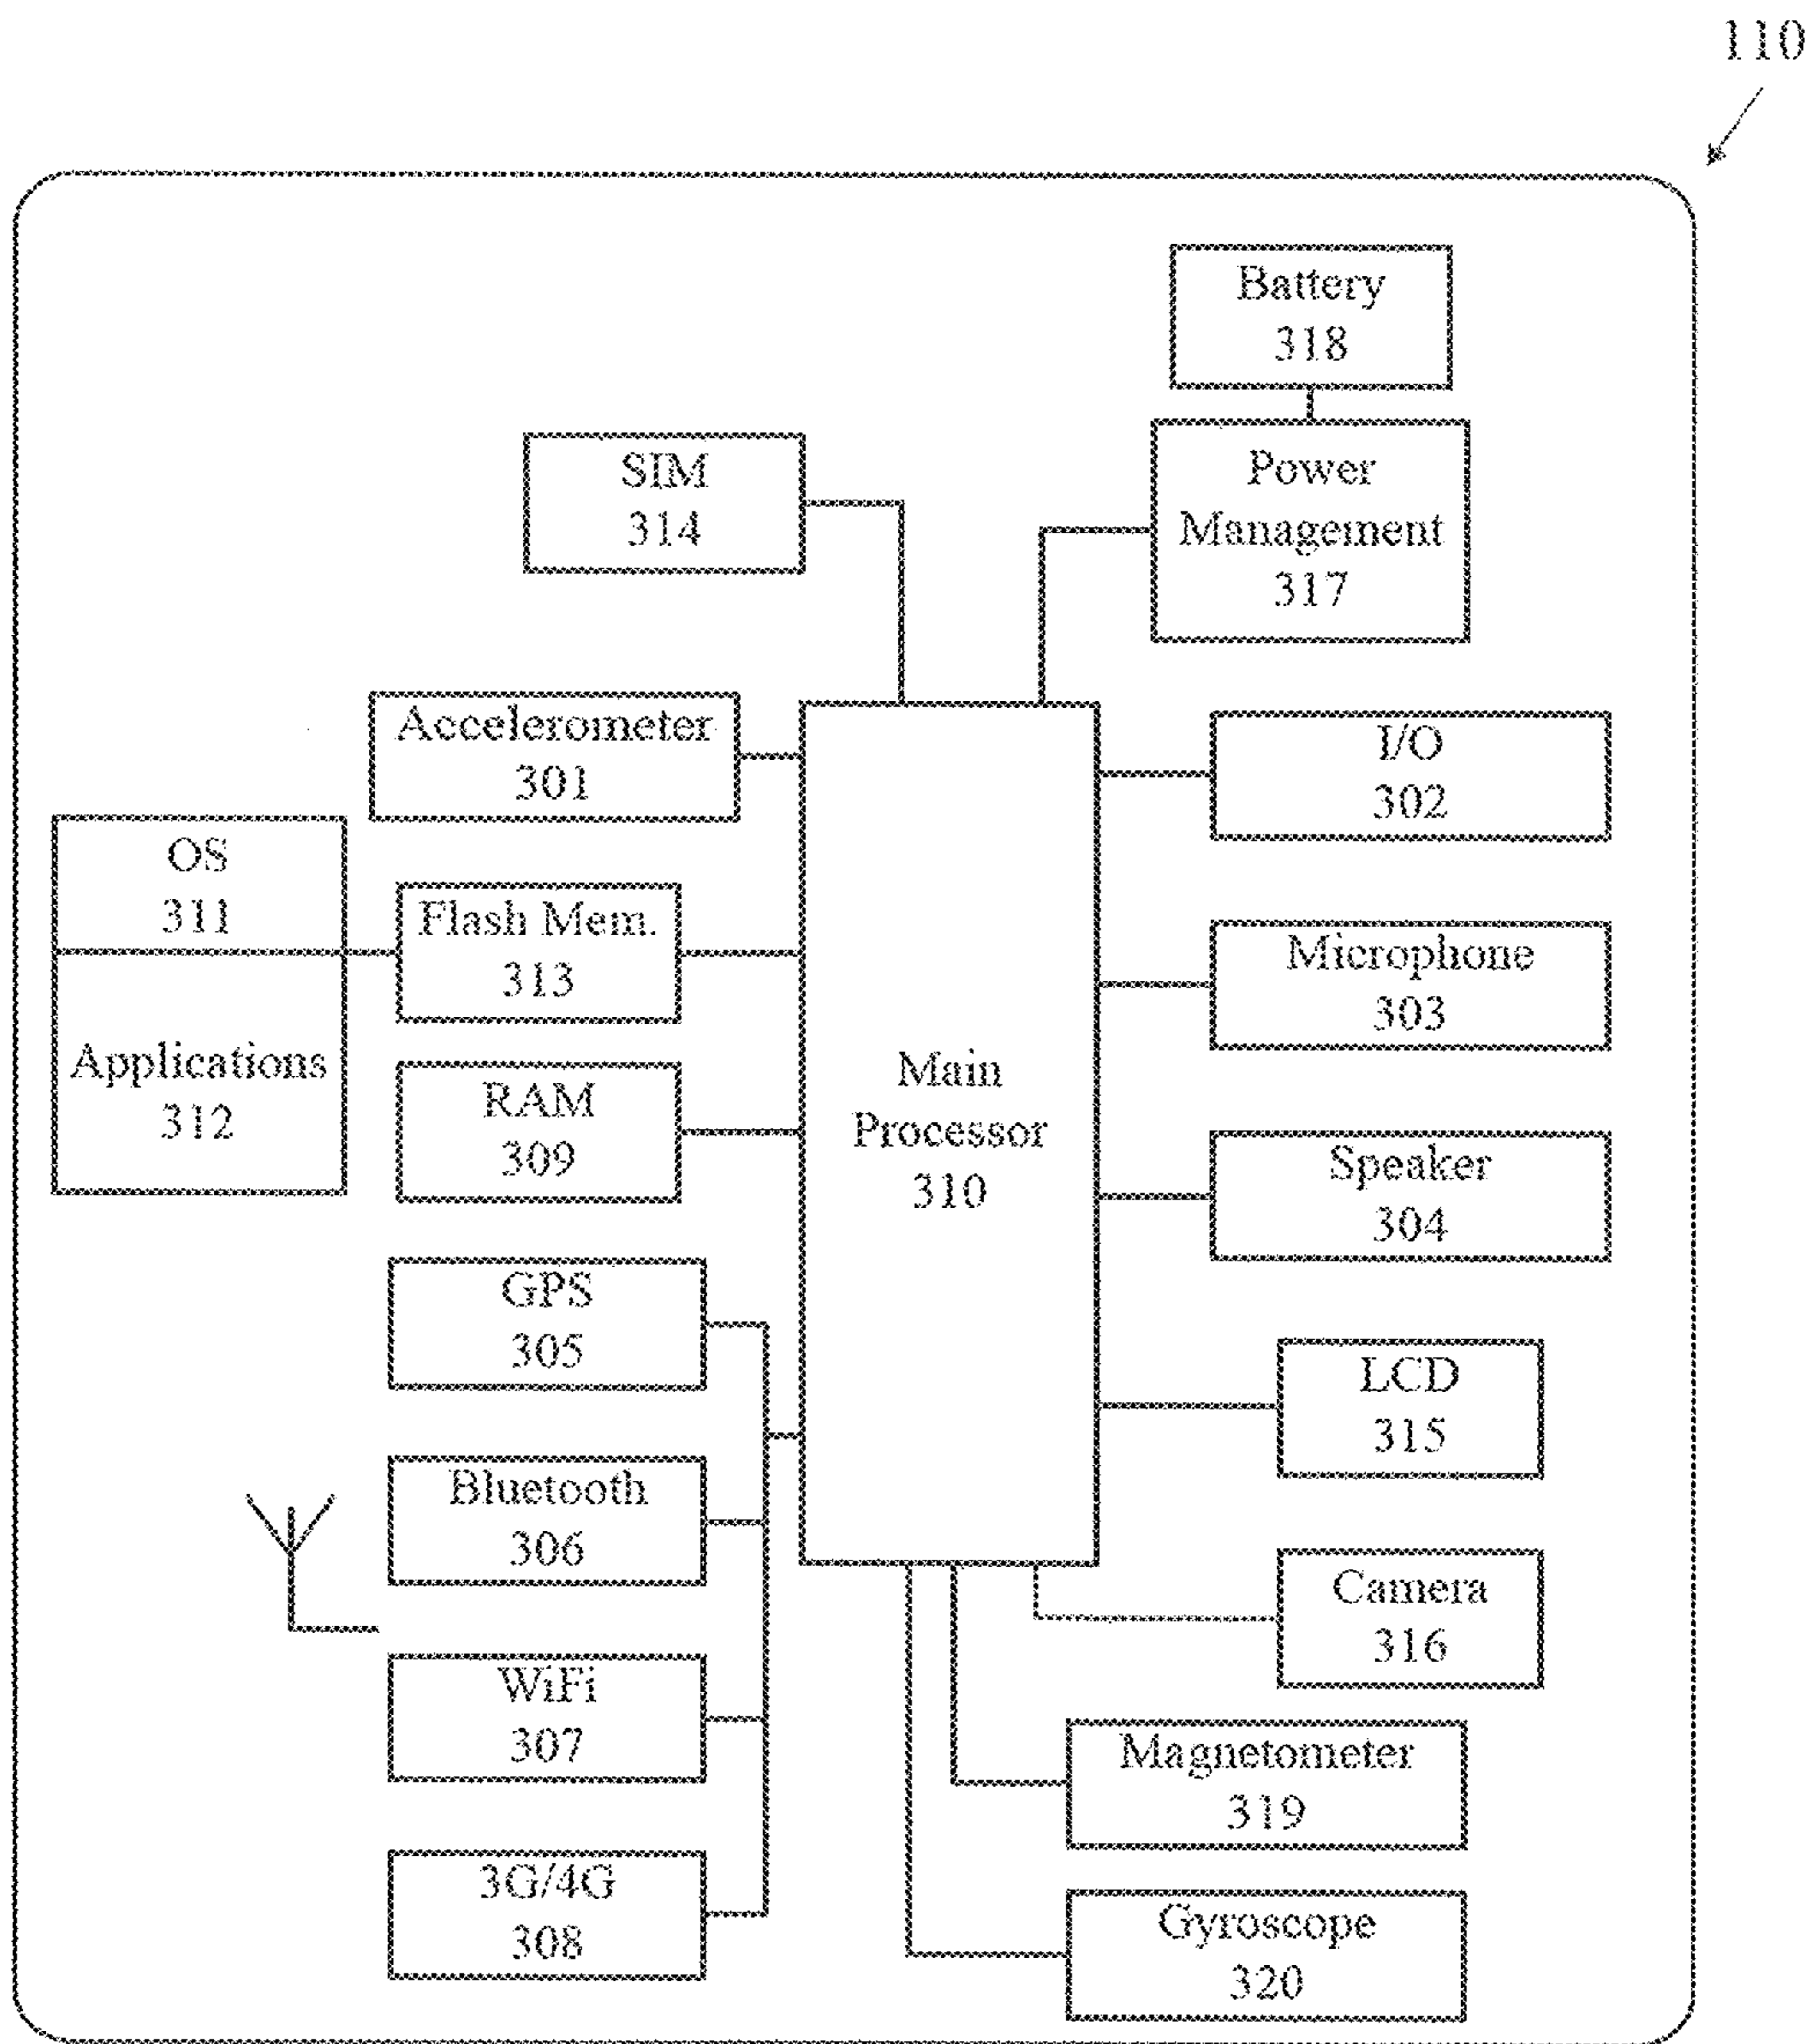 110
Battery
318
SIM
314
Power
Management
317
Accelerometer
301
I/O
302
OS
311
Flash Mem.
313
Microphone
303
Applications
312
RAM
309
Main
Processor
310
Speaker
304
GPS
305
LCD
315
Bluetooth
306
Camera
316
WiFi
307
Magnetometer
319
3G/4G
308
Gyroscope
320